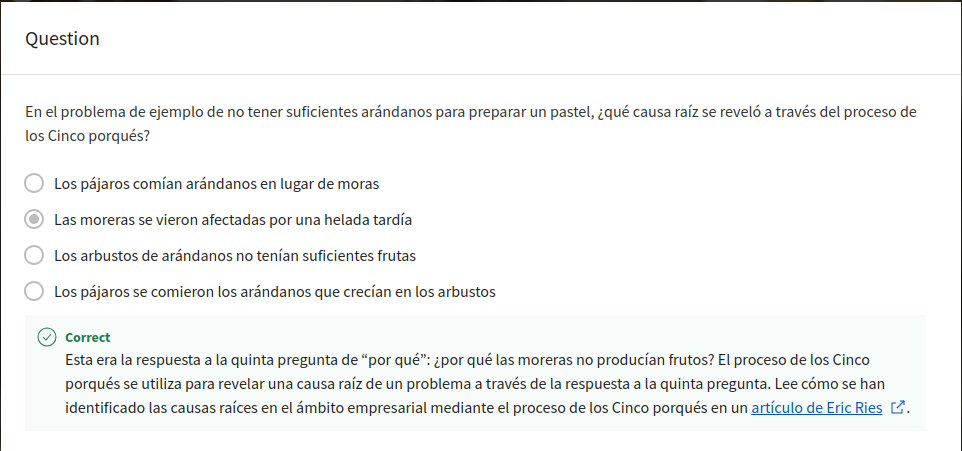 Question
En el problema de ejemplo de no tener suficientes arándanos para preparar un pastel, ¿qué causa raíz se reveló a través del proceso de
los Cinco porqués?
Los pájaros comían arándanos en lugar de moras
Las moreras se vieron afectadas por una helada tardía
Los arbustos de arándanos no tenían suficientes frutas
Los pájaros se comieron los arándanos que crecían en los arbustos
Correct
Esta era la respuesta a la quinta pregunta de “por qué”: ¿por qué las moreras no producían frutos? El proceso de los Cinco
porqués se utiliza para revelar una causa raíz de un problema a través de la respuesta a la quinta pregunta. Lee cómo se han
identificado las causas raíces en el ámbito empresarial mediante el proceso de los Cinco porqués en un artículo de Eric Ries .